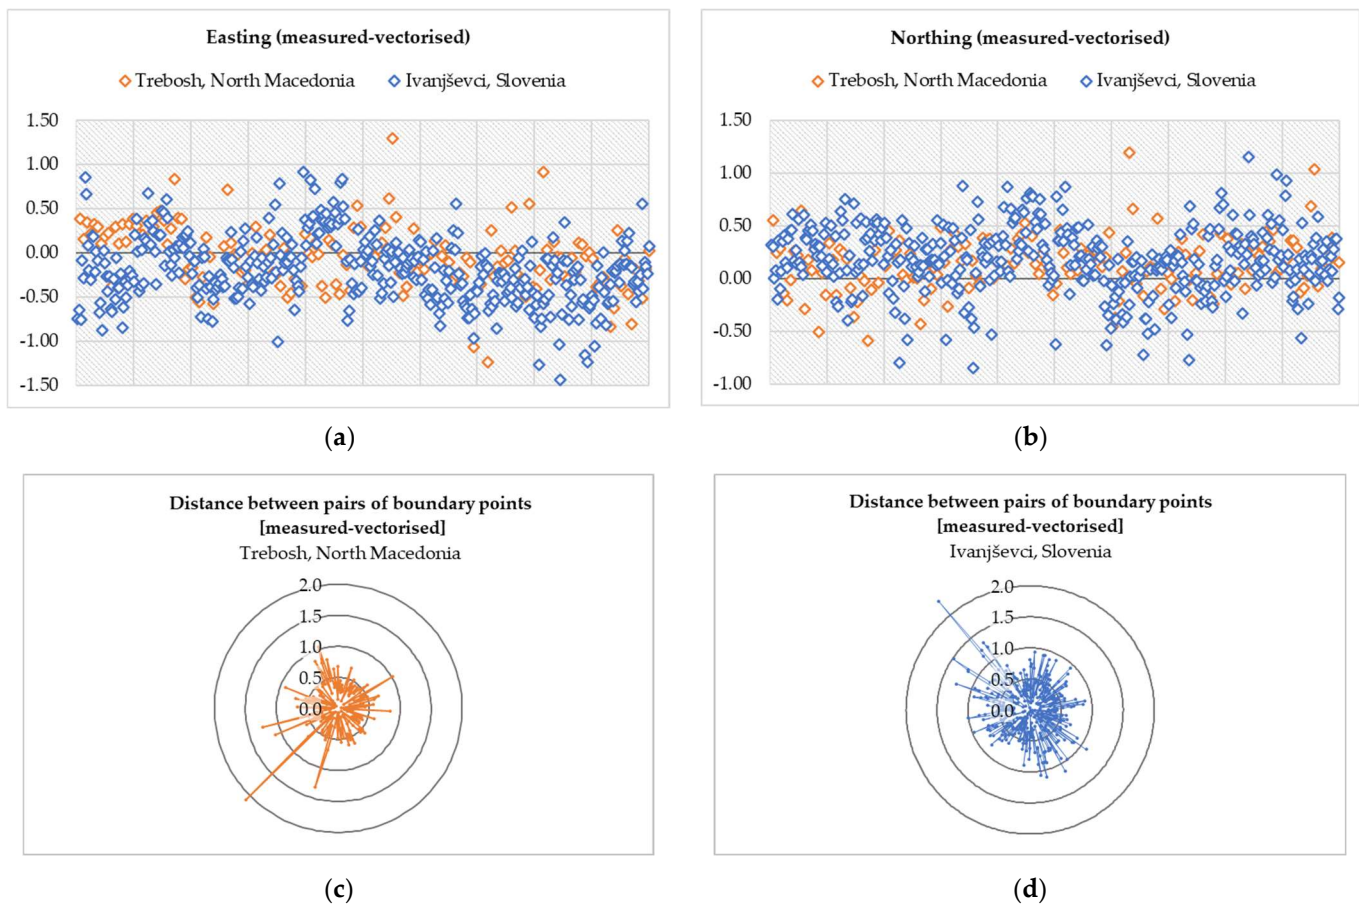 Easting (measured-vectorised)
Trebosh, North Macedonia Ivanjševci, Slovenia
1.50
1.00
0.50
0.00
-0.50
-1.00
-1.50
(a)
Northing (measured-vectorised)
Trebosh, North Macedonia Ivanjševci, Slovenia
1.50
1.00
0.50
0.00
-0.50
-1.00
(b)
Distance between pairs of boundary points
[measured-vectorised]
Trebosh, North Macedonia
2.0
1.5
1.0
0.5
0.0
(c)
Distance between pairs of boundary points
[measured-vectorised]
Ivanjševci, Slovenia
2.0
1.5
1.0
0.5
0.0
(d)